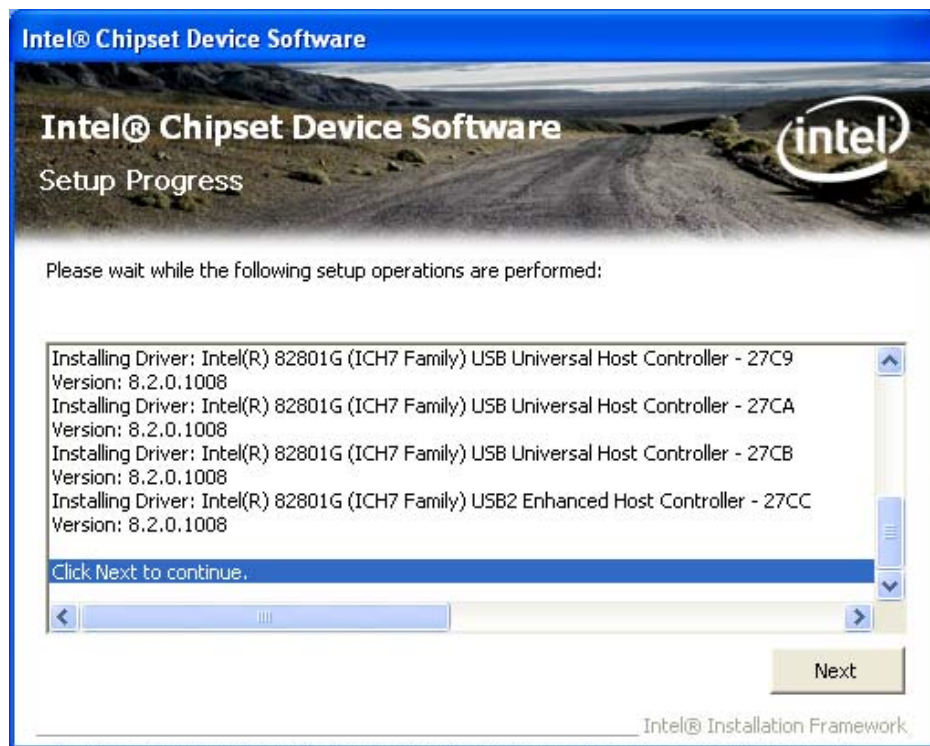 Intel® Chipset Device Software
Intel® Chipset Device Software
intel
Setup Progress
Please wait while the following setup operations are performed:
Installing Driver: Intel(R) 82801G (ICH7 Family) USB Universal Host Controller - 27C9
Version: 8.2.0.1008
Installing Driver: Intel(R) 82801G (ICH7 Family) USB Universal Host Controller - 27CA
Version: 8.2.0.1008
Installing Driver: Intel(R) 82801G (ICH7 Family) USB Universal Host Controller - 27CB
Version: 8.2.0.1008
Installing Driver: Intel(R) 82801G (ICH7 Family) USB2 Enhanced Host Controller - 27CC
Version: 8.2.0.1008
Click Next to continue.
Next
Intel® Installation Framework